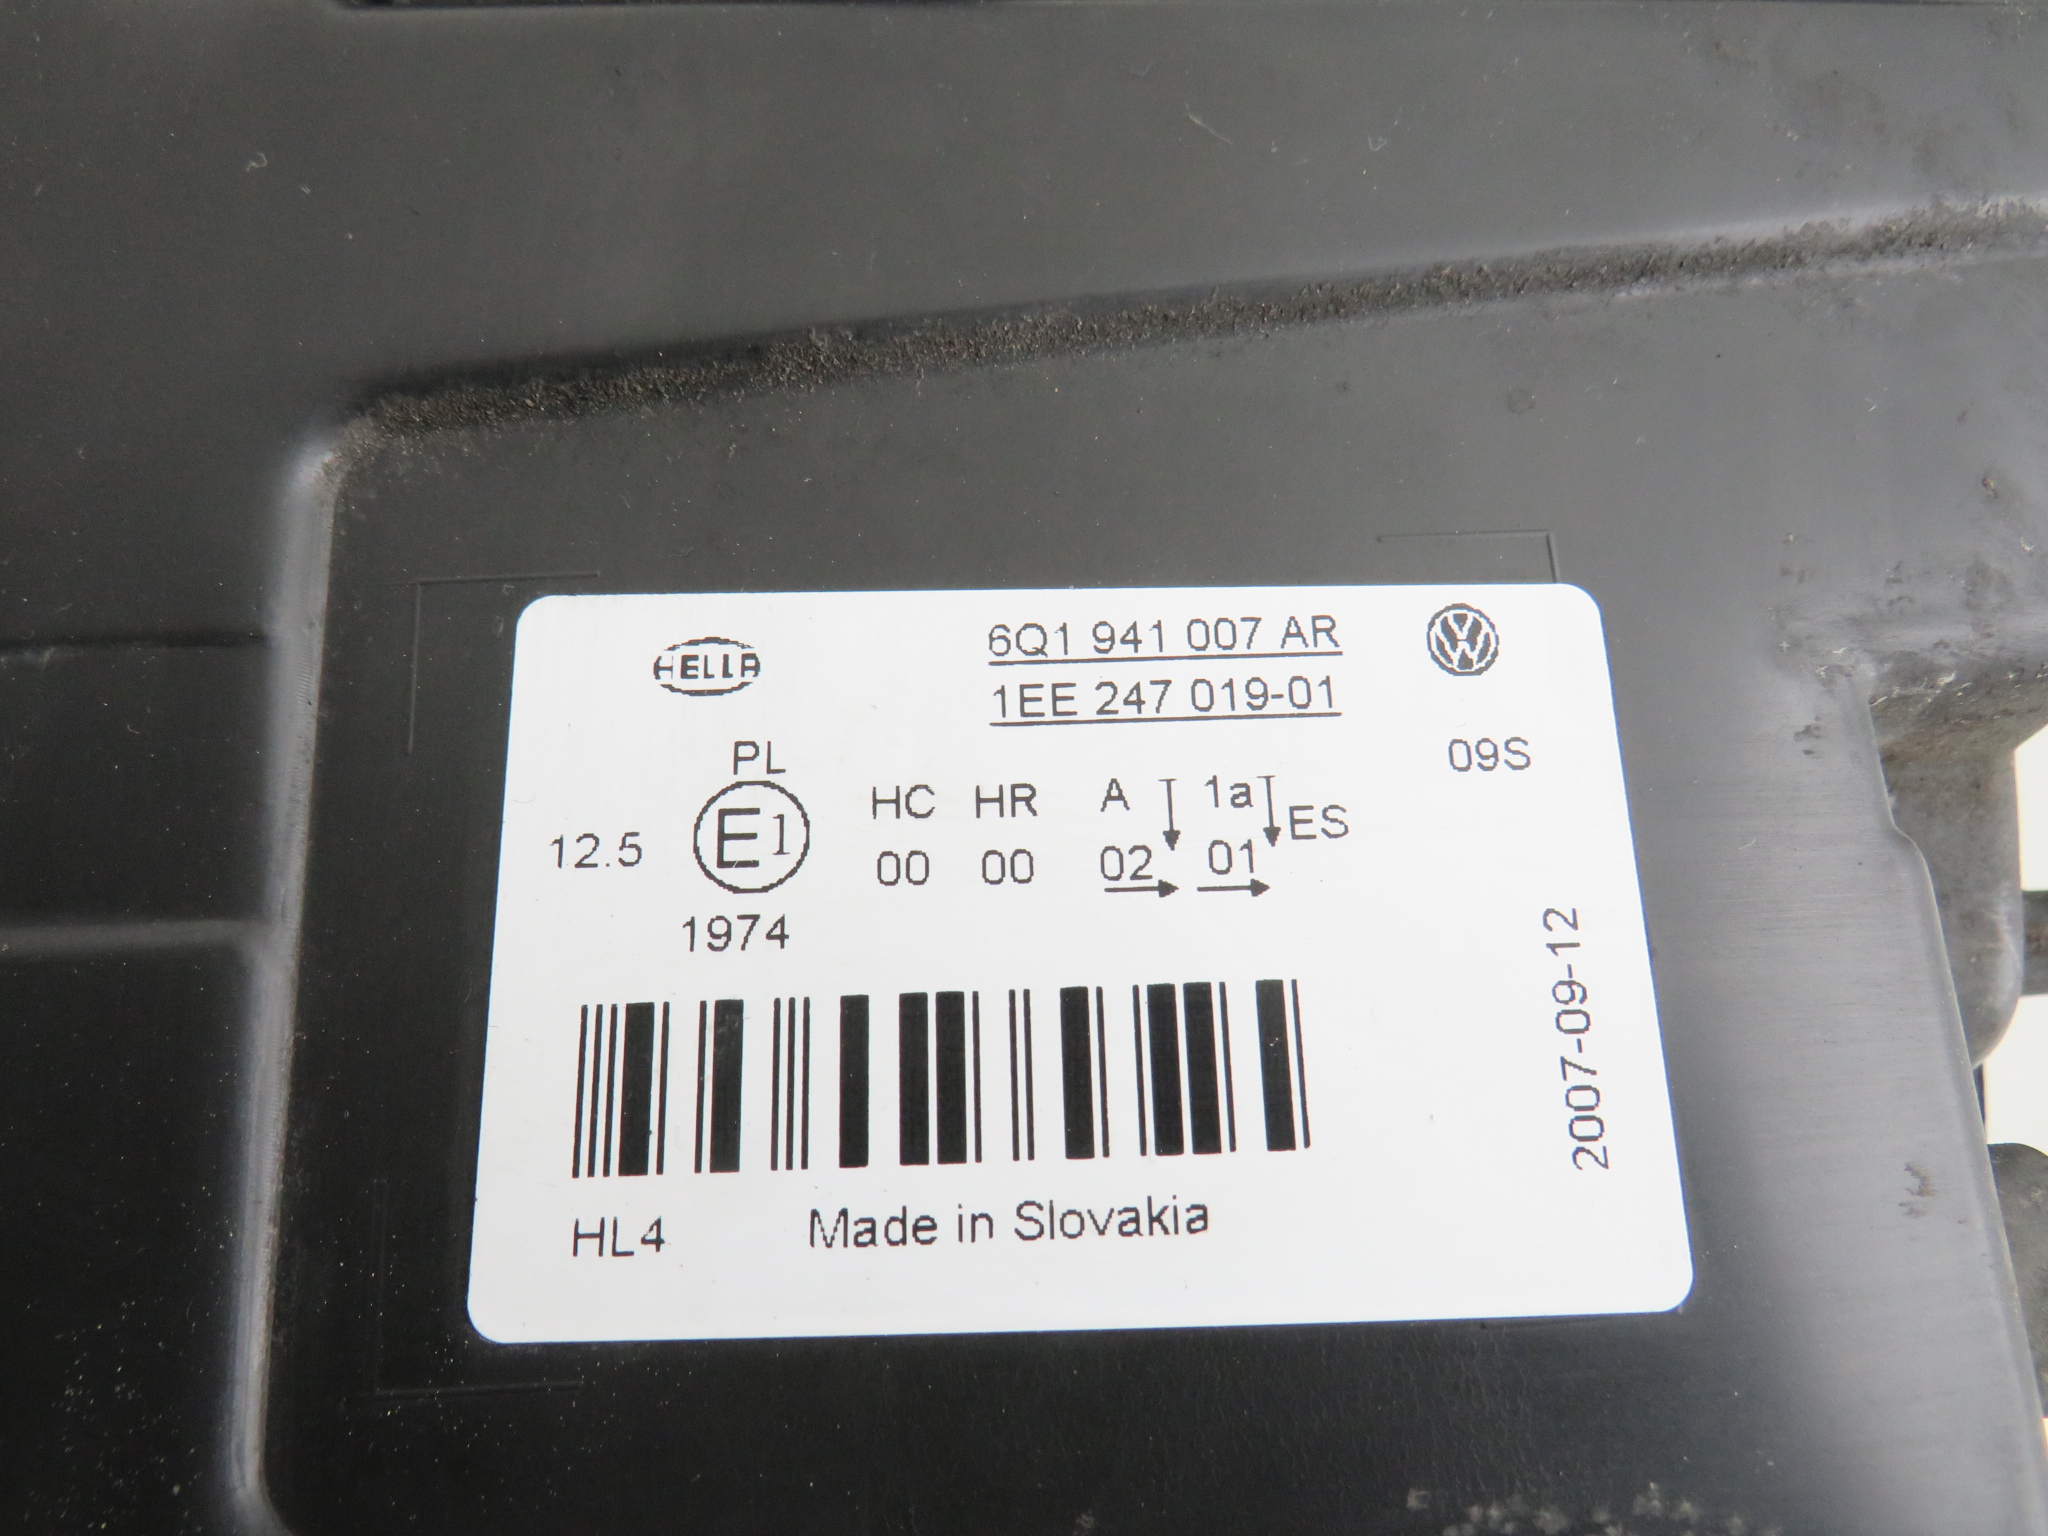 HELLA
6Q1 941 007 AR
1EE 247 019-01
09S
PL
12.5
E1
HC HR A 1a ES
00 00 02 01
1974
2007-09-12
HL4
Made in Slovakia